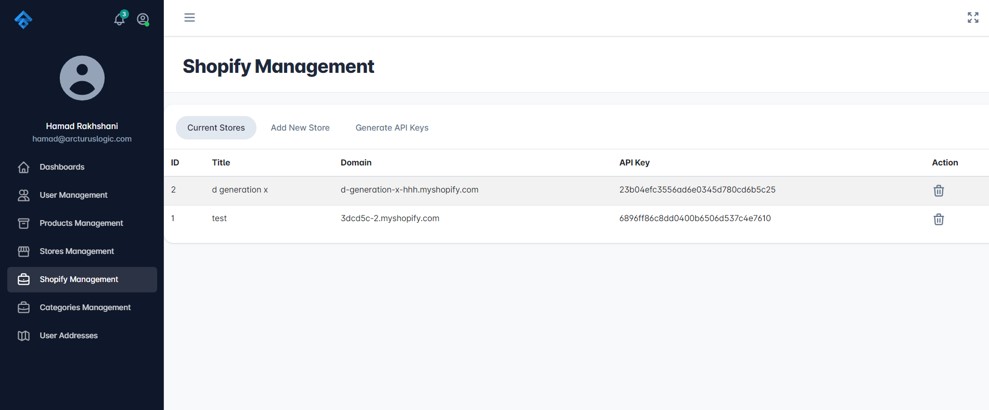 3
Hamad Rakhshani
hamad@arcturuslogic.com
Dashboards
User Management
Products Management
Stores Management
Shopify Management
Categories Management
User Addresses
Shopify Management
Current Stores Add New Store Generate API Keys
ID Title Domain API Key Action
2 d generation x d-generation-x-hhh.myshopify.com 23b04efc3556ad6e0345d780cd6b5c25
1 test 3dcd5c-2.myshopify.com 6896ff86c8dd0400b6506d537c4e7610